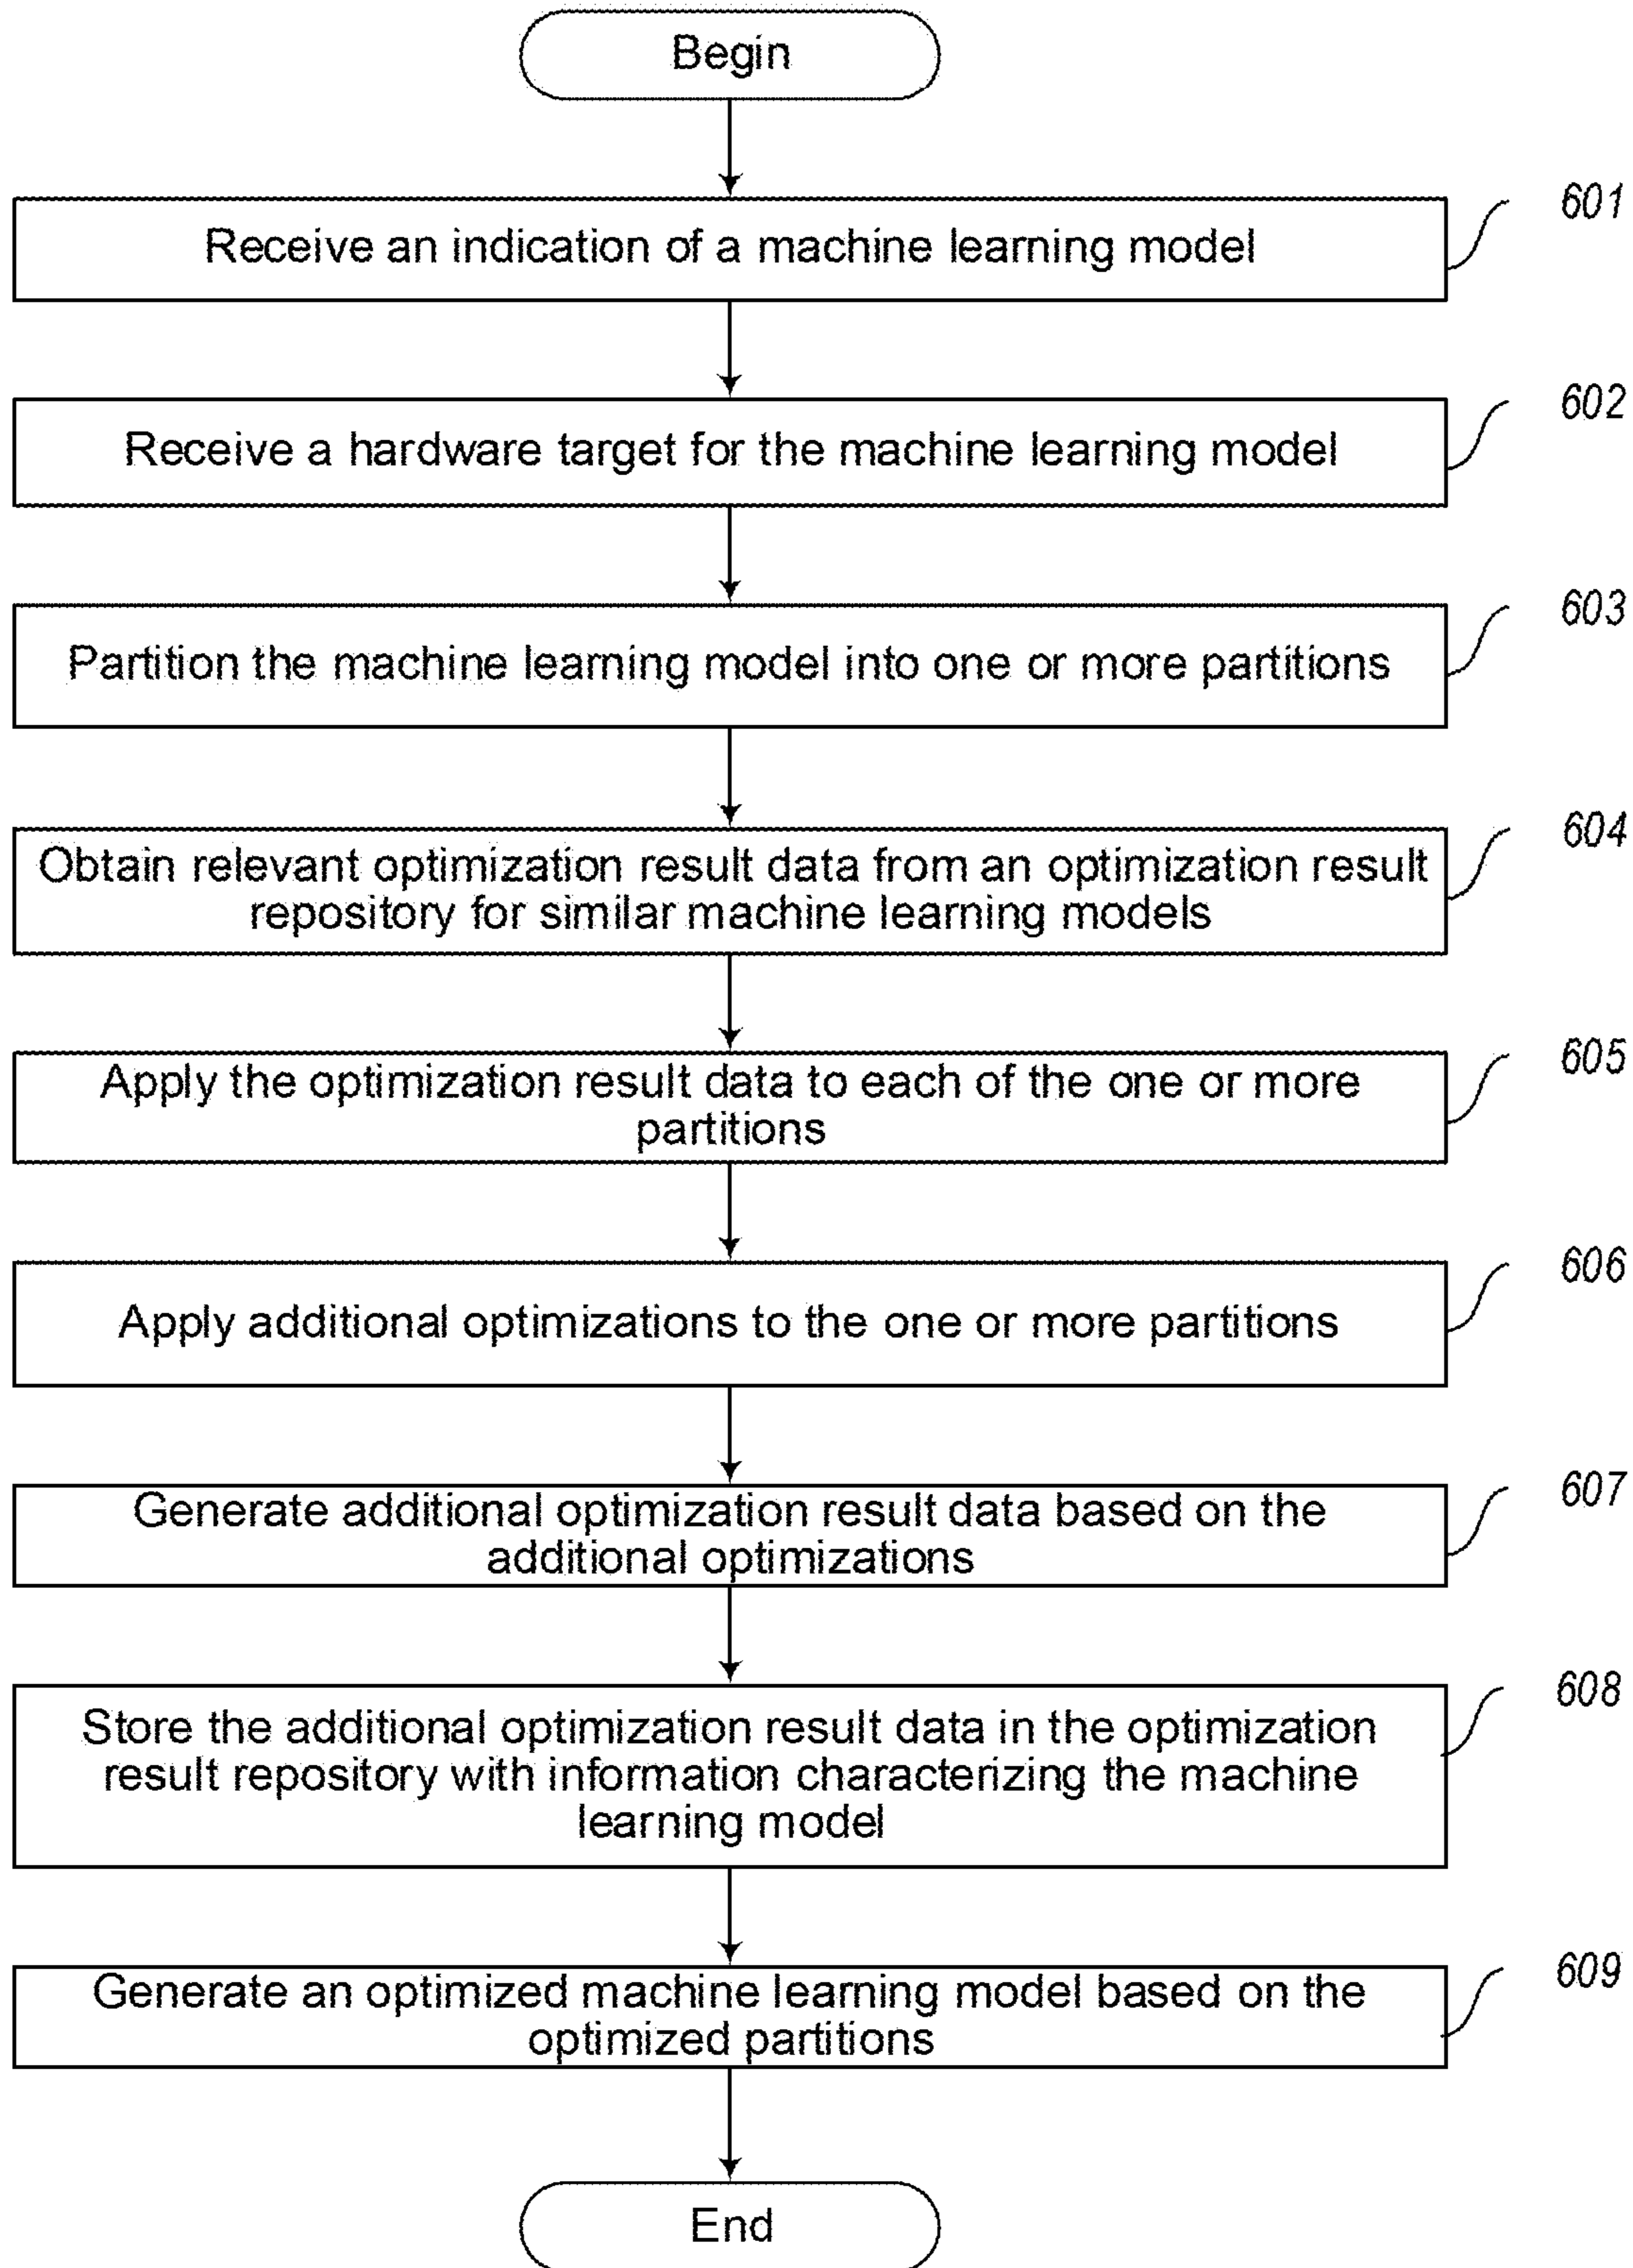 Begin
601
Receive an indication of a machine learning model
602
Receive a hardware target for the machine learning model
603
Partition the machine learning model into one or more partitions
604
Obtain relevant optimization result data from an optimization result
repository for similar machine learning models
605
Apply the optimization result data to each of the one or more
partitions
606
Apply additional optimizations to the one or more partitions
607
Generate additional optimization result data based on the
additional optimizations
608
Store the additional optimization result data in the optimization
result repository with information characterizing the machine
learning model
609
Generate an optimized machine learning model based on the
optimized partitions
End